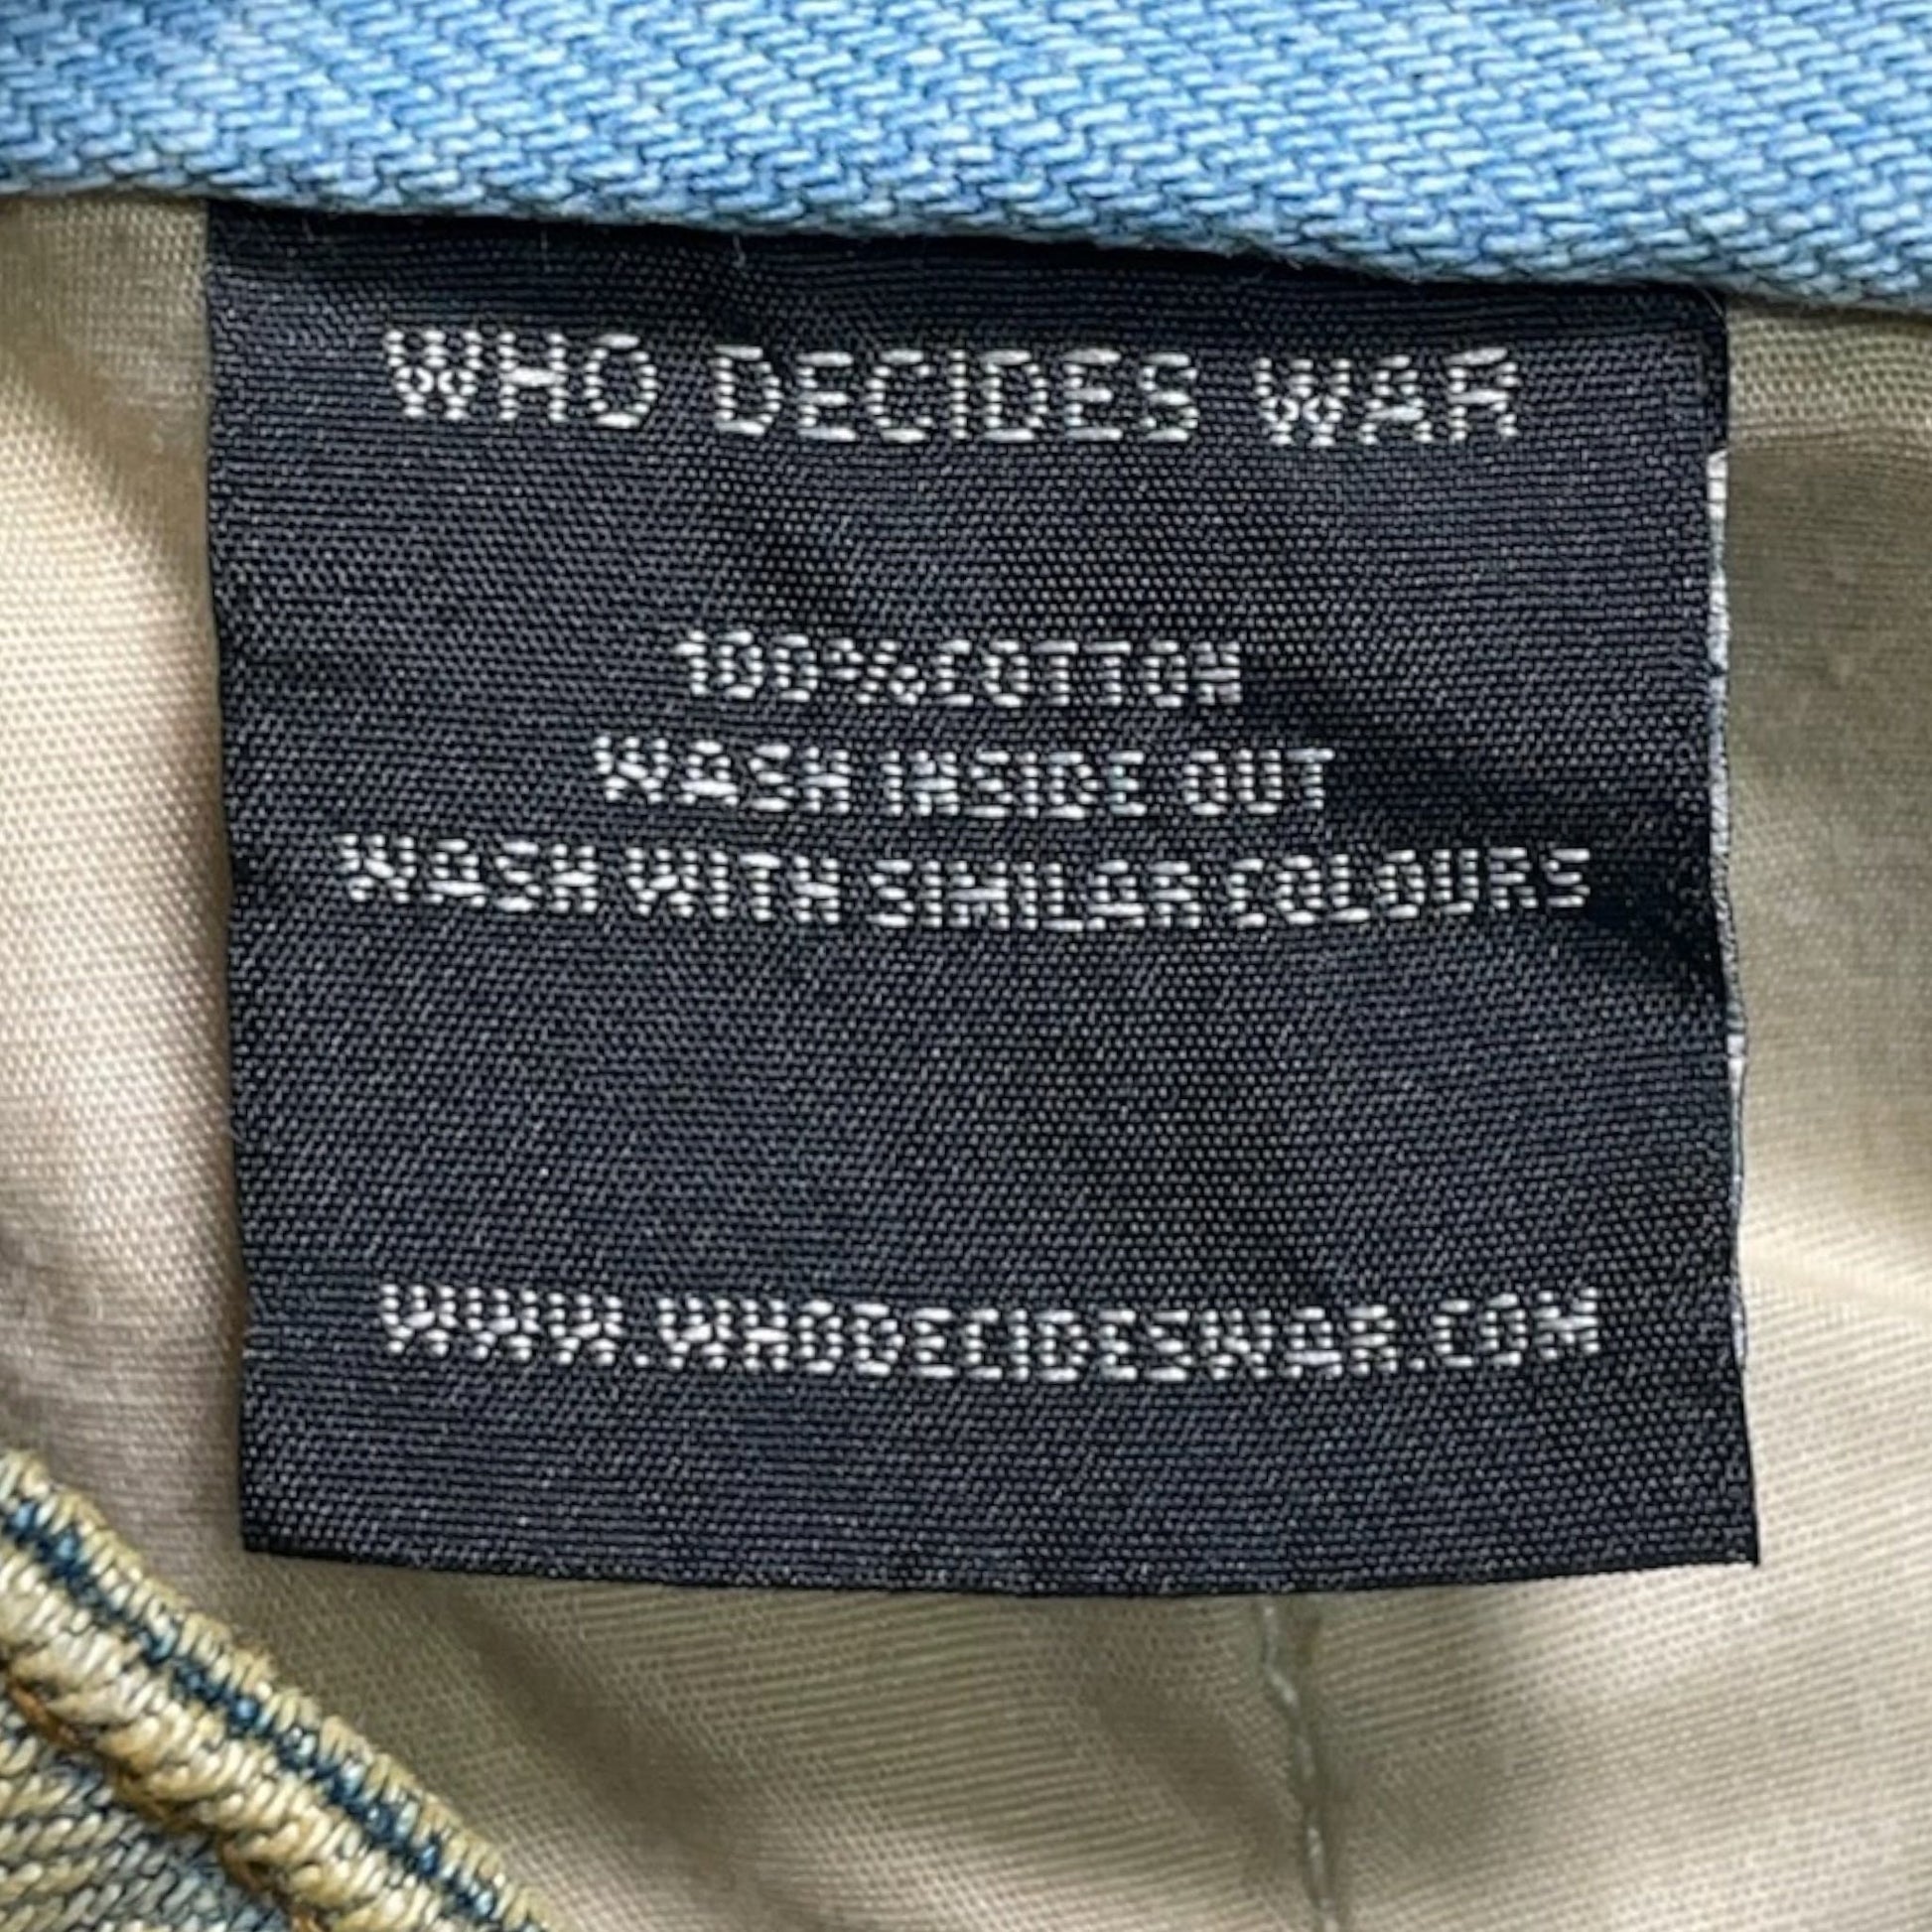 WHO DECIDES WAR
100%COTTON
WASH INSIDE OUT
WASH WITH SIMILAR COLOURS
WWW.WHODECIDESWAR.COM